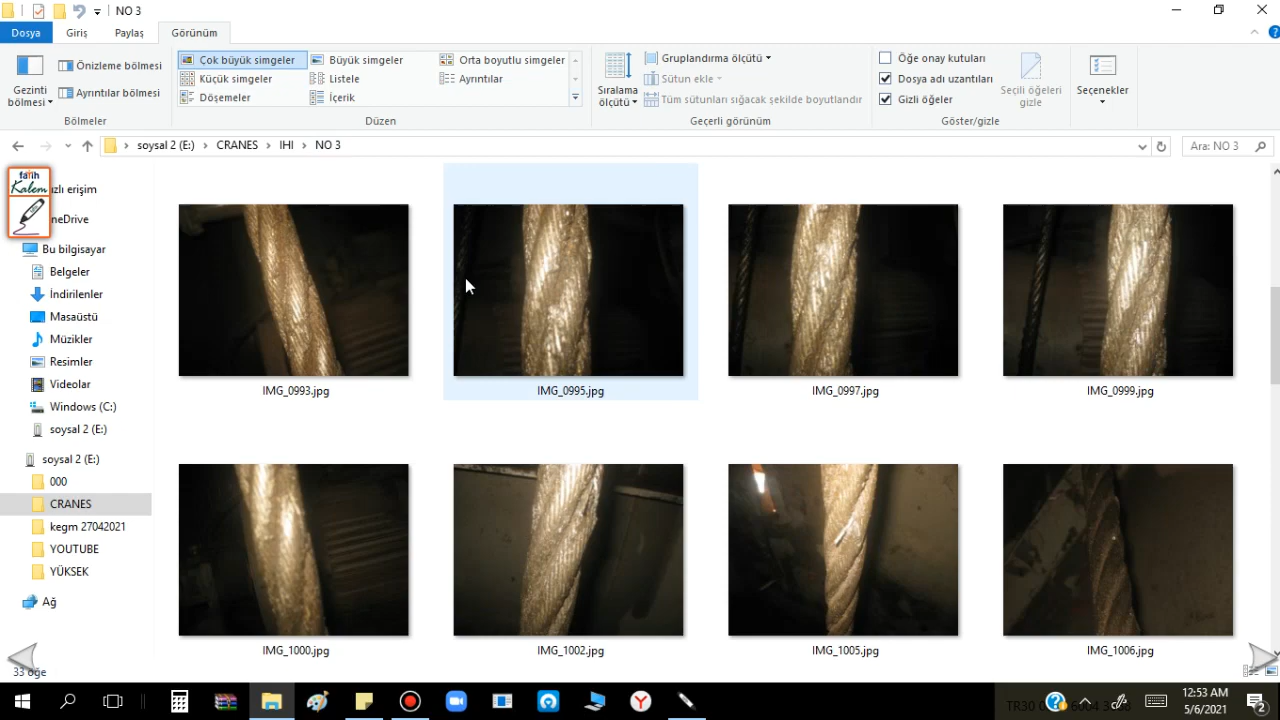 NO 3
Dosya Giriş Paylaş Görünüm
Gezinti bölmesi
Önizleme bölmesi
Ayrıntılar bölmesi
Bölmeler
Çok büyük simgeler Büyük simgeler Orta boyutlu simgeler
Küçük simgeler Listele Ayrıntılar
Döşemeler İçerik
Düzen
Sıralama ölçütü
Gruplandırma ölçütü
Sütun ekle
Tüm sütunları sığacak şekilde boyutlandır
Geçerli görünüm
Öğe onay kutuları
Dosya adı uzantıları
Gizli öğeler
Seçili öğeleri gizle
Göster/gizle
Seçenekler
soysal 2 (E:) CRANES IHI NO 3
Ara: NO 3
fatih
Kalem
ızlı erişim
neDrive
Bu bilgisayar
Belgeler
İndirilenler
Masaüstü
Müzikler
Resimler
Videolar
Windows (C:)
soysal 2 (E:)
soysal 2 (E:)
000
CRANES
kegm 27042021
YOUTUBE
YÜKSEK
Ağ
IMG_0993.jpg IMG_0995.jpg IMG_0997.jpg IMG_0999.jpg
IMG_1000.jpg IMG_1002.jpg IMG_1005.jpg IMG_1006.jpg
33 öğe
12:53 AM
5/6/2021
2